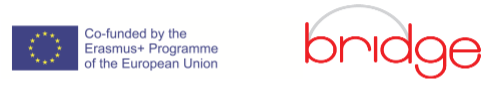 Co-funded by the
Erasmus+ Programme
of the European Union
bridge